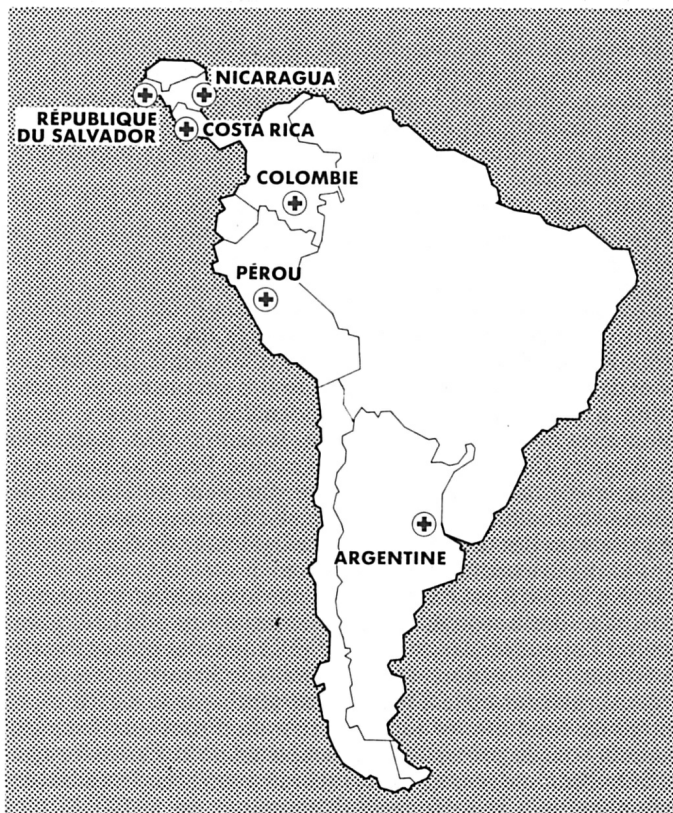 NICARAGUA
RÉPUBLIQUE
DU SALVADOR
COSTA RICA
COLOMBIE
PÉROU
ARGENTINE